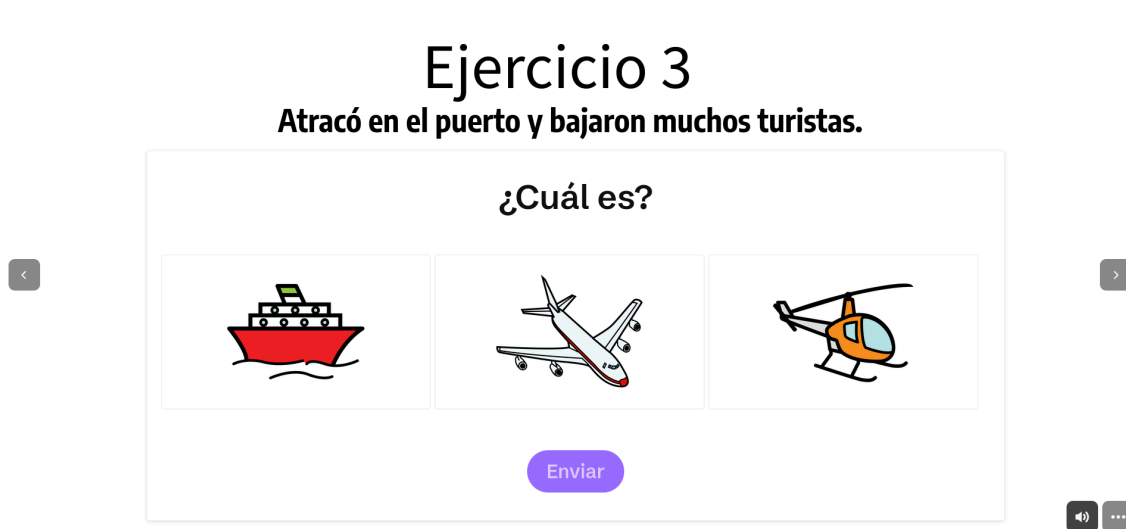 Ejercicio 3
Atracó en el puerto y bajaron muchos turistas.
¿Cuál es?
Enviar